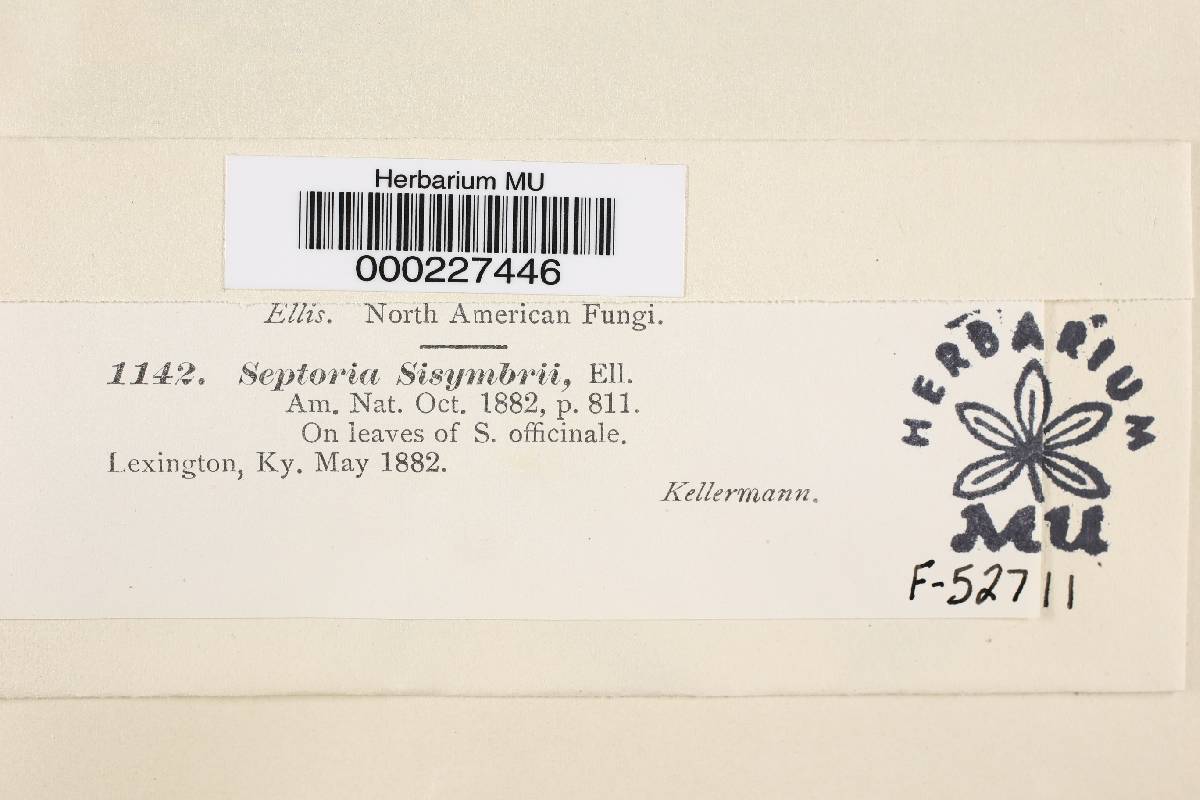 Herbarium MU
000227446
Ellis. North American Fungi.
1142. Septoria Sisymbrii, Ell.
Am. Nat. Oct. 1882, p. 811.
On leaves of S. officinale.
Lexington, Ky. May 1882.
Kellermann.
HERBARIUM
MU
F-52711